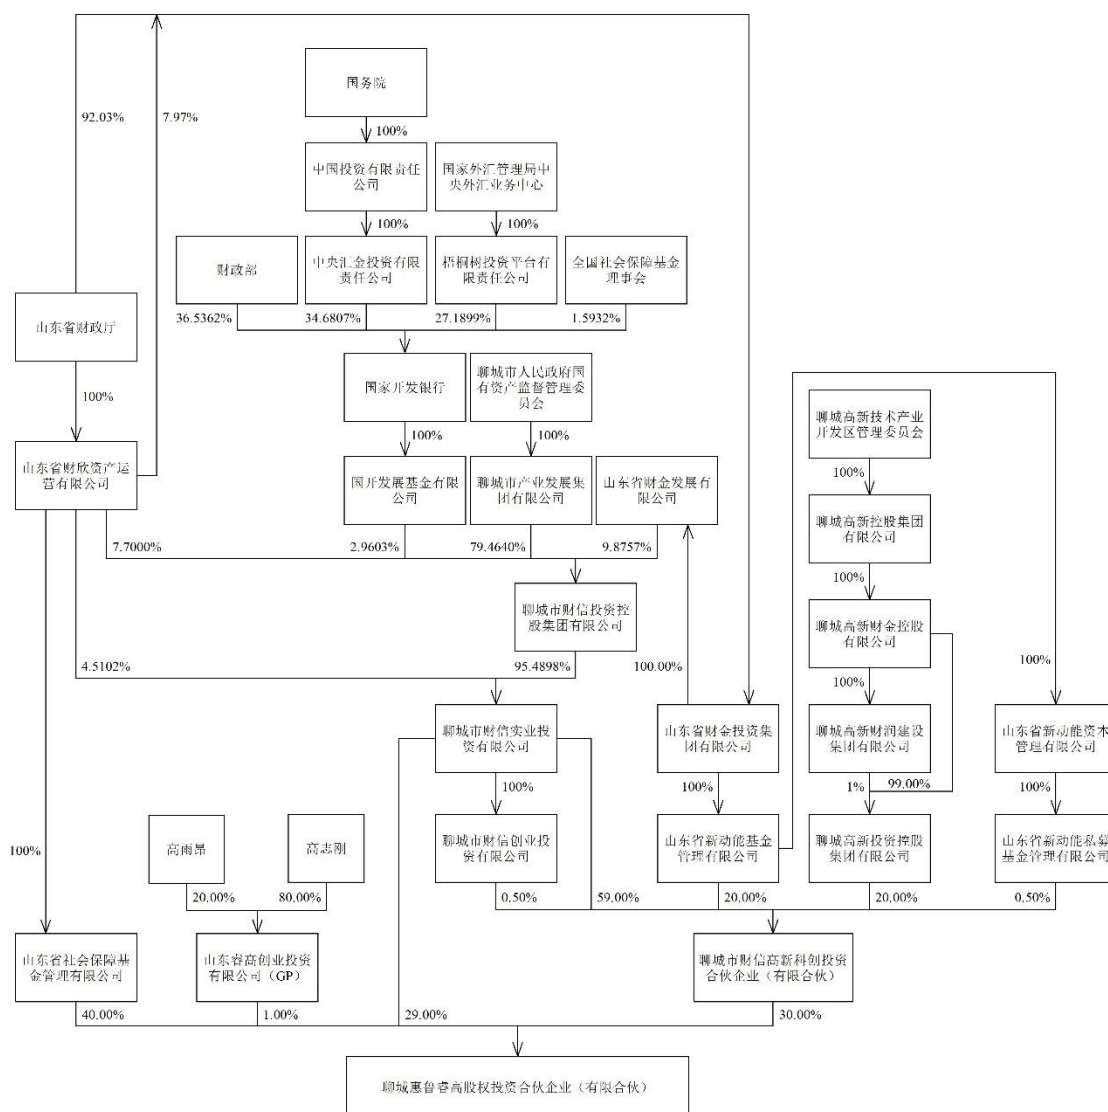 国务院
92.03%
7.97%
100%
中国投资有限责任
公司
国家外汇管理局中
央外汇业务中心
100%
100%
财政部
中央汇金投资有限
责任公司
梧桐树投资平台有
限责任公司
全国社会保障基金
理事会
36.5362%
34.6807%
27.1899%
1.5932%
山东省财政厅
100%
国家开发银行
聊城市人民政府国
有资产监督管理委
员会
聊城高新技术产业
开发区管理委员会
100%
100%
100%
山东省财欣资产运
营有限公司
国开发展基金有限
公司
聊城市产业发展集
团有限公司
山东省财金发展有
限公司
聊城高新控股集团
有限公司
7.7000%
2.9603%
79.4640%
9.8757%
100%
聊城市财信投资控
股集团有限公司
聊城高新财金控股
有限公司
4.5102%
95.4898%
100.00%
100%
100%
聊城市财信实业投
资有限公司
山东省财金投资集
团有限公司
聊城高新财润建设
集团有限公司
山东省新动能资本
管理有限公司
100%
100%
1%
99.00%
100%
高雨昂
高志刚
聊城市财信创业投
资有限公司
山东省新动能基金
管理有限公司
聊城高新投资控股
集团有限公司
山东省新动能私募
基金管理有限公司
100%
20.00%
80.00%
0.50%
59.00%
20.00%
20.00%
0.50%
山东省社会保障基
金管理有限公司
山东睿高创业投资
有限公司（GP）
聊城市财信高新科创投资
合伙企业（有限合伙）
40.00%
1.00%
29.00%
30.00%
聊城惠鲁睿高股权投资合伙企业（有限合伙）